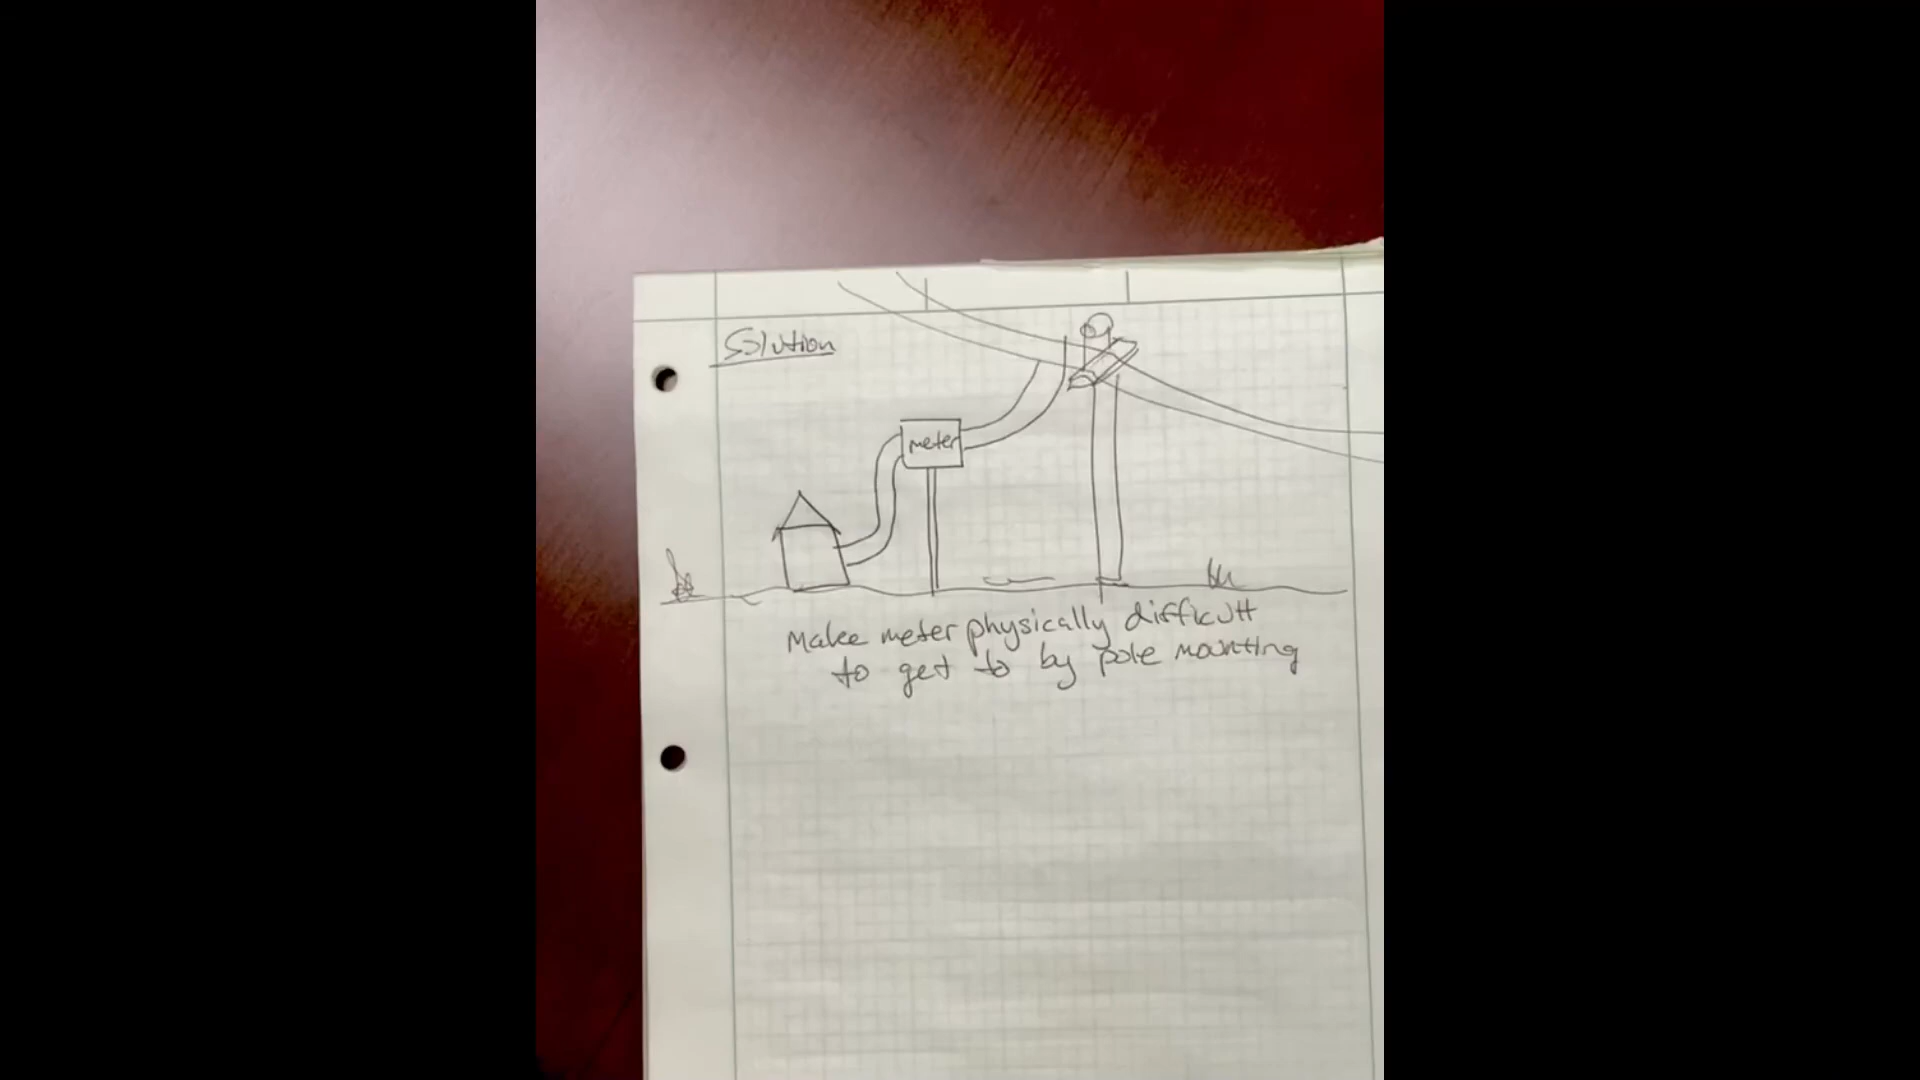 Solution
meter
Make meter physically difficult
to get to by pole mounting